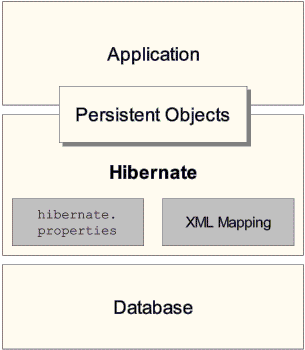 Application
Persistent Objects
Hibernate
hibernate.
properties
XML Mapping
Database